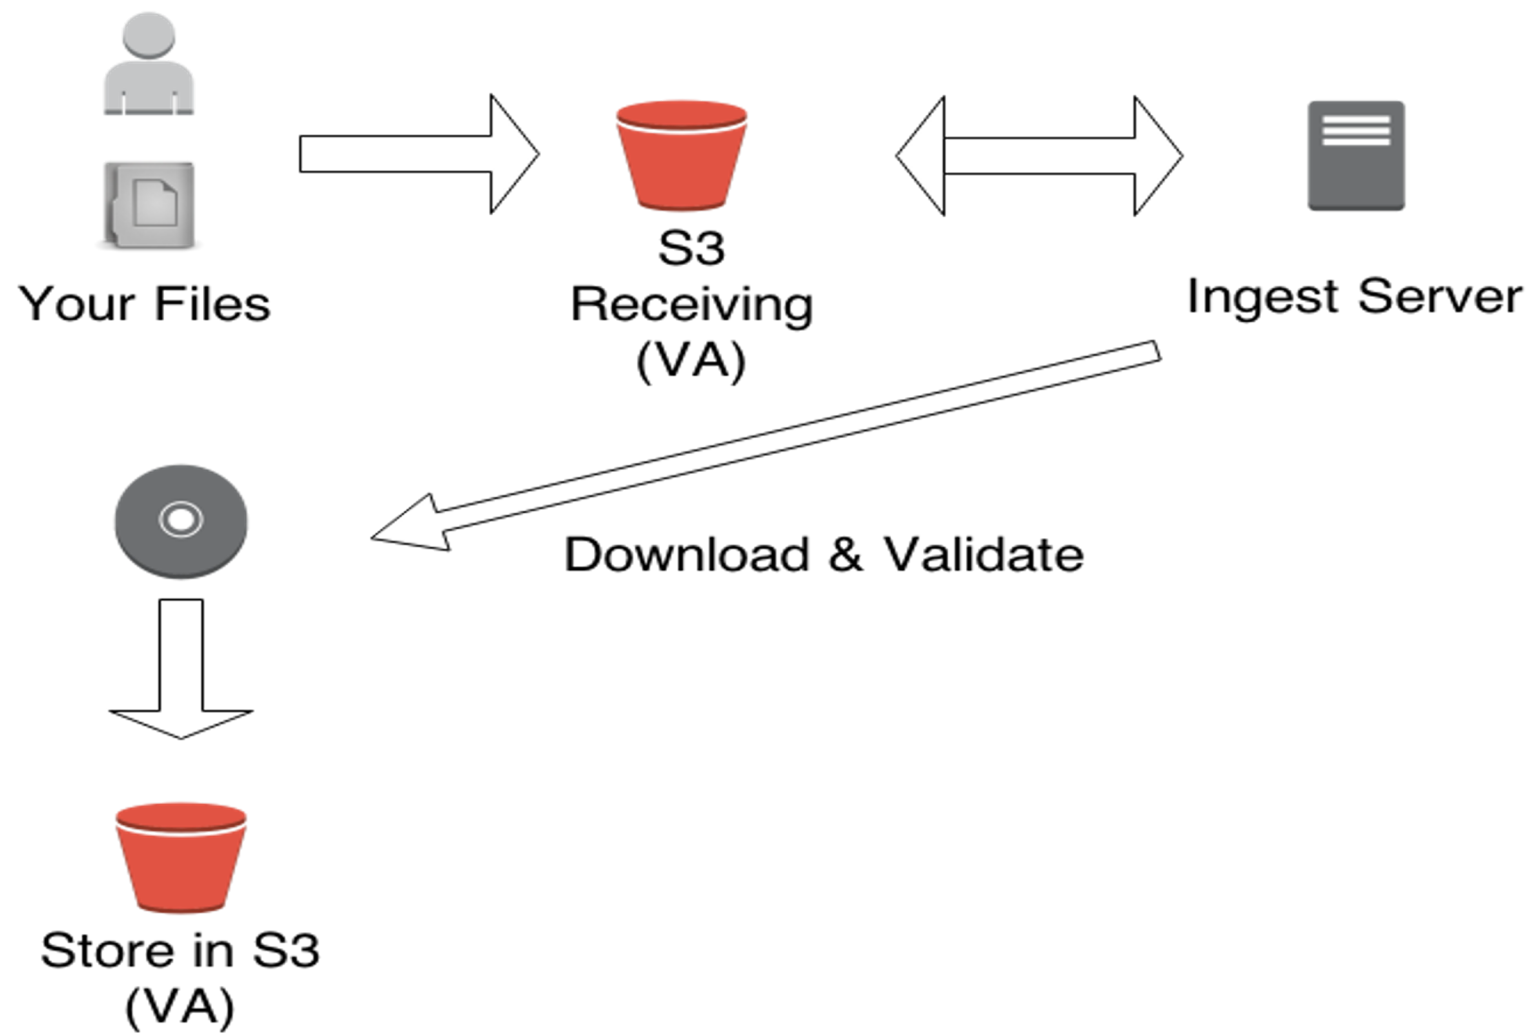 Your Files
S3
Receiving
(VA)
Ingest Server
Download & Validate
Store in S3
(VA)